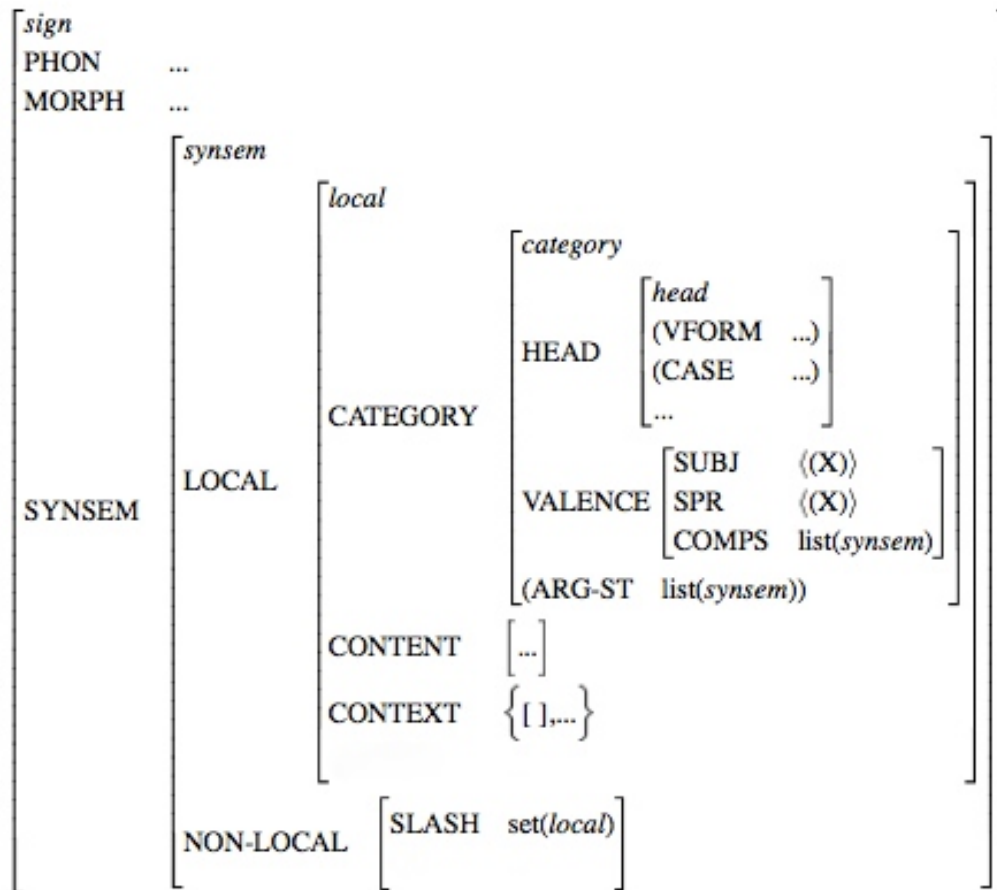 sign
PHON ...
MORPH ...
synsem
local
category
head
(VFORM ...)
HEAD
(CASE ...)
...
CATEGORY
SUBJ ⟨(X)⟩
LOCAL
VALENCE SPR ⟨(X)⟩
SYNSEM
COMPS list(synsem)
(ARG-ST list(synsem))
CONTENT [...]
CONTEXT {[ ],...}
NON-LOCAL [SLASH set(local)]